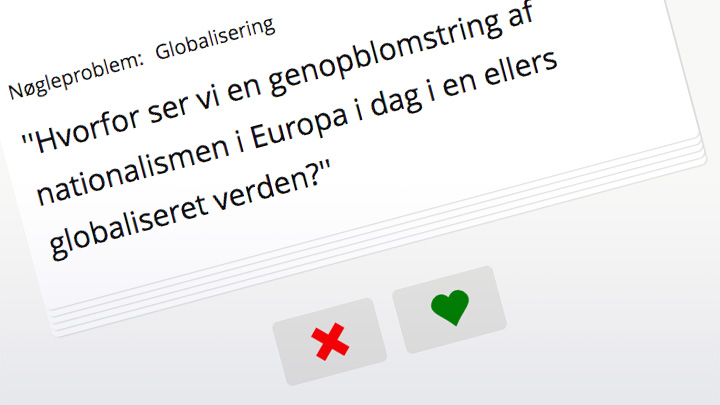 Nøgleproblem: Globalisering
"Hvorfor ser vi en genopblomstring af
nationalismen i Europa i dag i en ellers
globaliseret verden?"